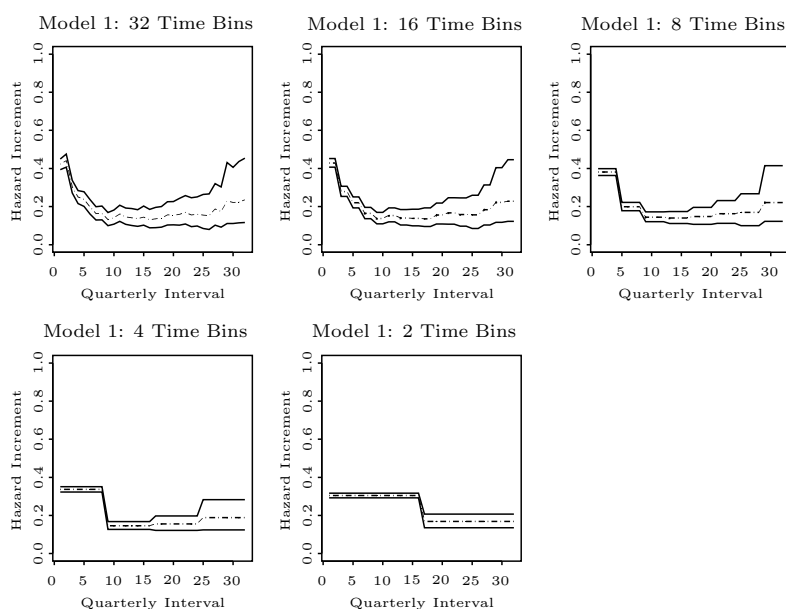 Model 1: 32 Time Bins
Hazard Increment
0.0 0.2 0.4 0.6 0.8 1.0
0 5 10 15 20 25 30
Quarterly Interval
Model 1: 16 Time Bins
Hazard Increment
0.0 0.2 0.4 0.6 0.8 1.0
0 5 10 15 20 25 30
Quarterly Interval
Model 1: 8 Time Bins
Hazard Increment
0.0 0.2 0.4 0.6 0.8 1.0
0 5 10 15 20 25 30
Quarterly Interval
Model 1: 4 Time Bins
Hazard Increment
0.0 0.2 0.4 0.6 0.8 1.0
0 5 10 15 20 25 30
Quarterly Interval
Model 1: 2 Time Bins
Hazard Increment
0.0 0.2 0.4 0.6 0.8 1.0
0 5 10 15 20 25 30
Quarterly Interval